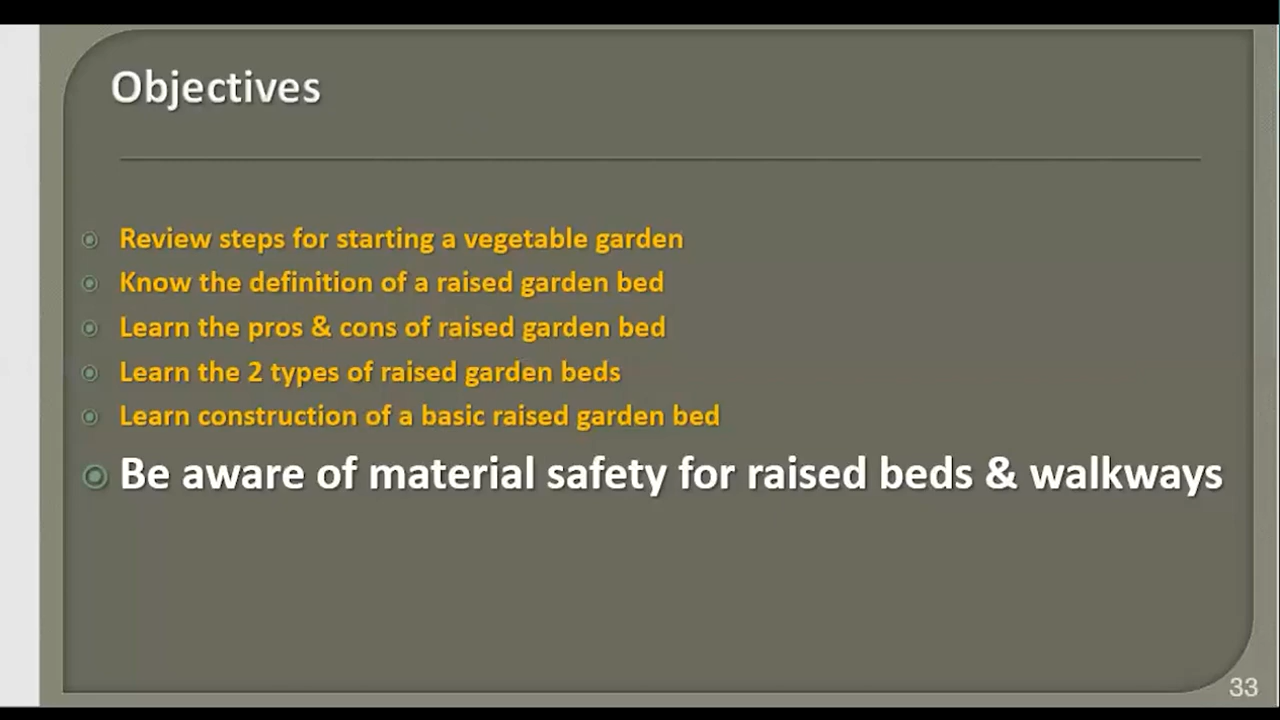 Objectives
Review steps for starting a vegetable garden
Know the definition of a raised garden bed
Learn the pros & cons of raised garden bed
Learn the 2 types of raised garden beds
Learn construction of a basic raised garden bed
Be aware of material safety for raised beds & walkways
33